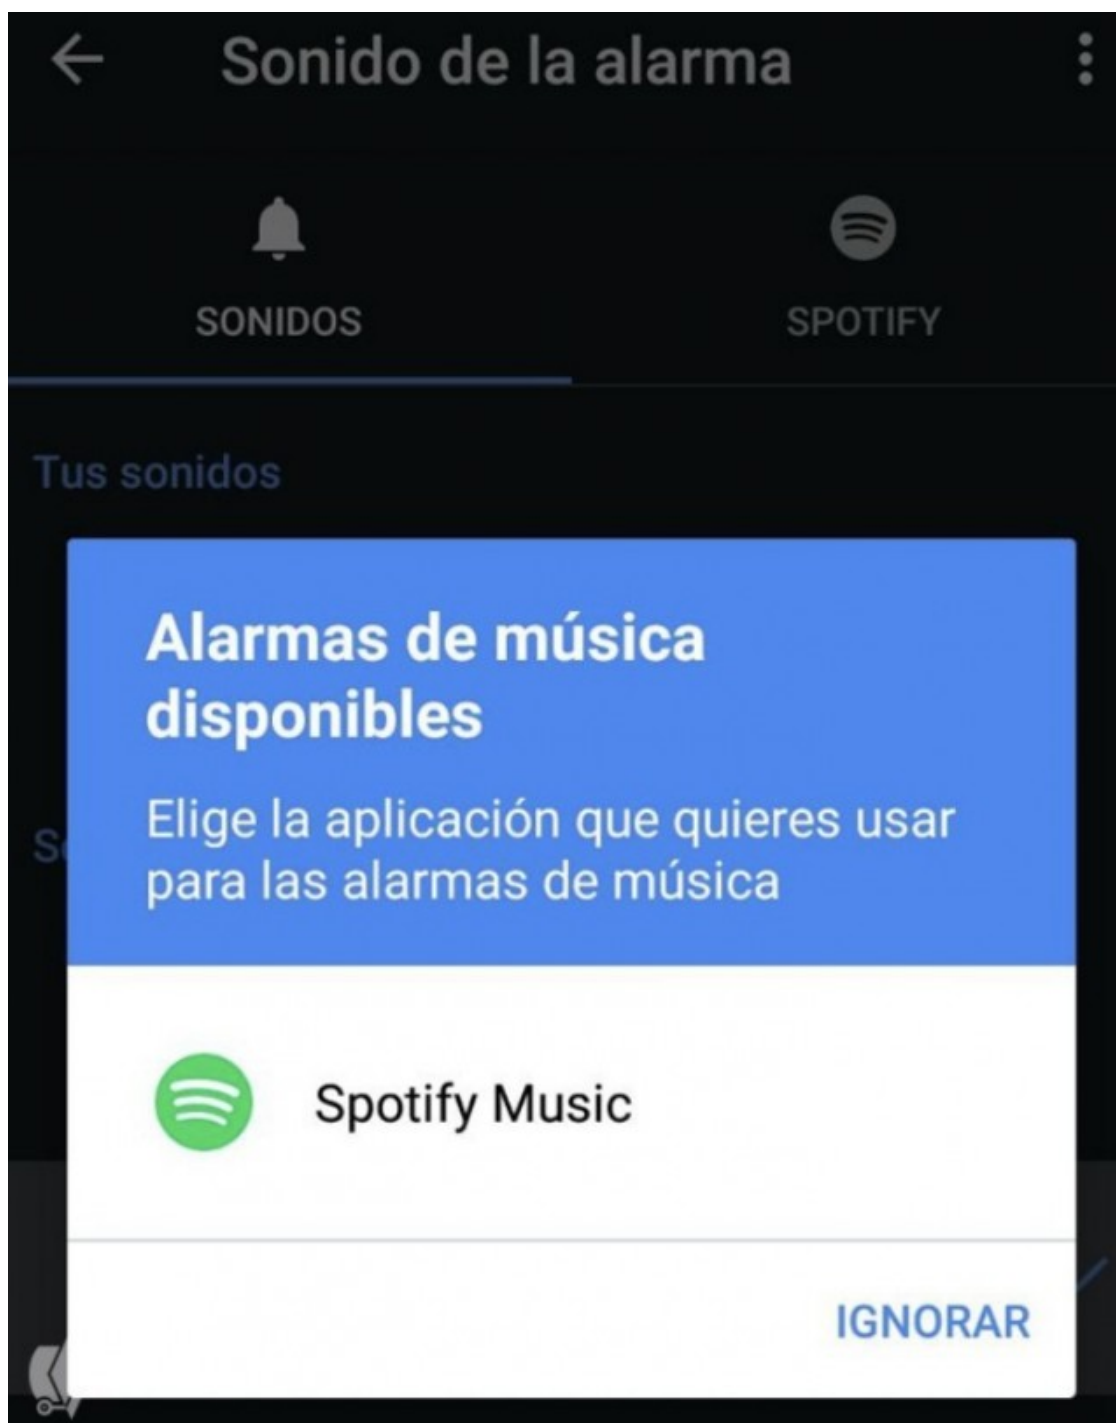 Sonido de la alarma
SONIDOS
SPOTIFY
Tus sonidos
Alarmas de música
disponibles
Elige la aplicación que quieres usar
para las alarmas de música
Spotify Music
IGNORAR